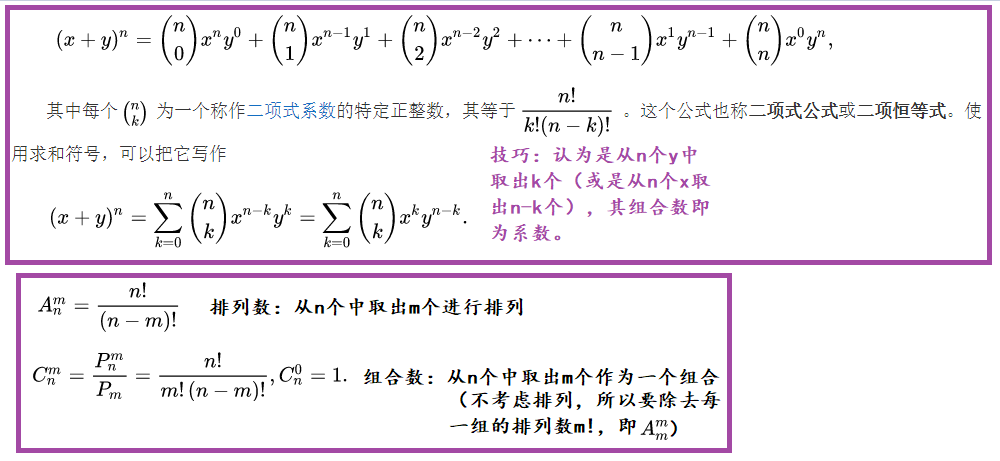 (x + y)^n = \binom{n}{0} x^n y^0 + \binom{n}{1} x^{n-1} y^1 + \binom{n}{2} x^{n-2} y^2 + \cdots + \binom{n}{n-1} x^1 y^{n-1} + \binom{n}{n} x^0 y^n,
其中每个 \binom{n}{k} 为一个称作二项式系数的特定正整数，其等于 \frac{n!}{k!(n-k)!} 。这个公式也称二项式公式或二项恒等式。使
用求和符号，可以把它写作
(x + y)^n = \sum_{k=0}^{n} \binom{n}{k} x^{n-k} y^k = \sum_{k=0}^{n} \binom{n}{k} x^k y^{n-k}.
技巧：认为是从n个y中
取出k个（或是从n个x取
出n-k个），其组合数即
为系数。
A_n^m = \frac{n!}{(n-m)!} 排列数：从n个中取出m个进行排列
C_n^m = \frac{P_n^m}{P_m} = \frac{n!}{m!(n-m)!}, C_n^0 = 1. 组合数：从n个中取出m个作为一个组合
（不考虑排列，所以要除去每
一组的排列数m!，即 A_m^m）